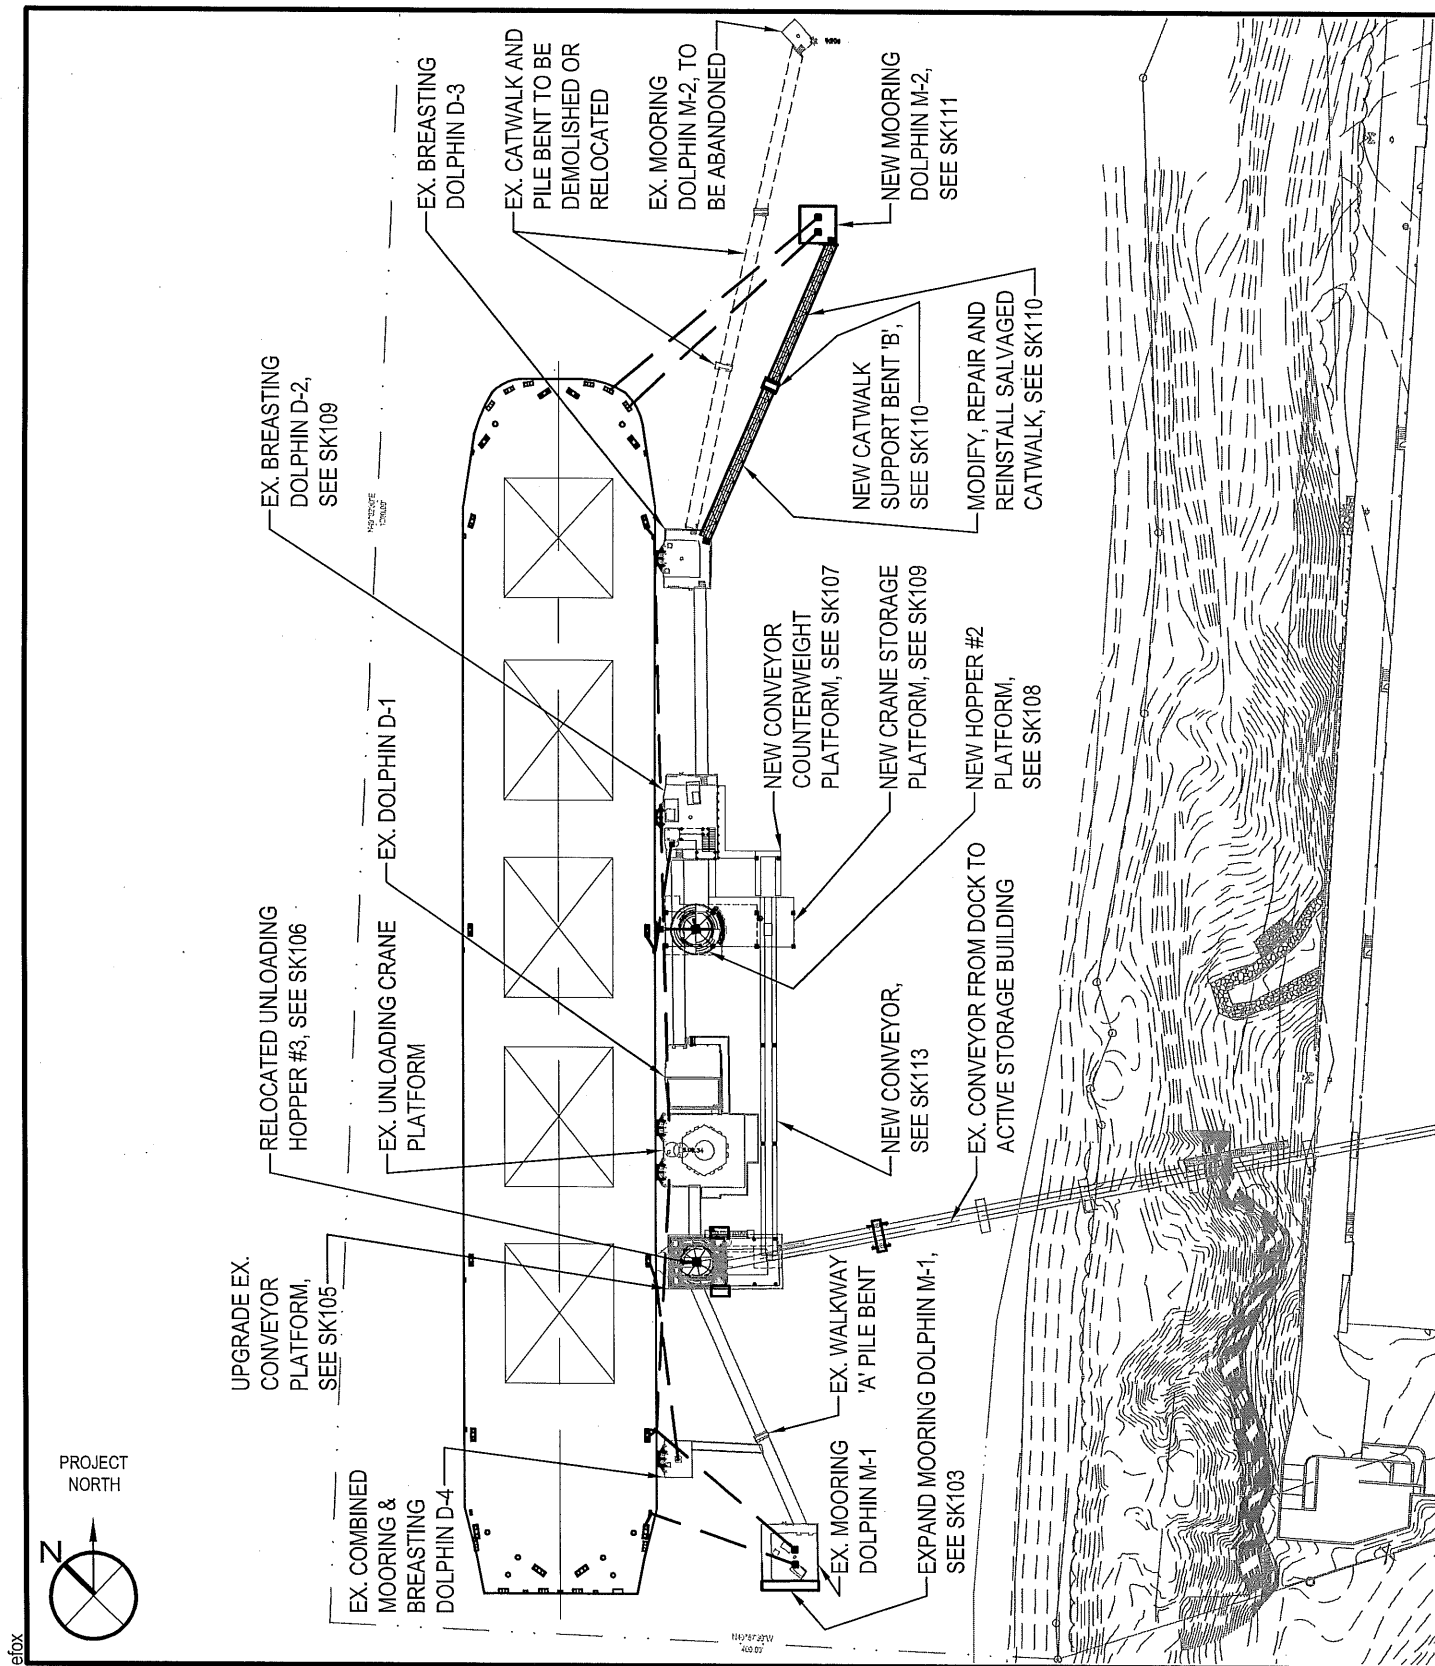 efox
PROJECT
NORTH
N
UPGRADE EX.
CONVEYOR
PLATFORM,
SEE SK105
RELOCATED UNLOADING
HOPPER #3, SEE SK106
EX. UNLOADING CRANE
PLATFORM
EX. DOLPHIN D-1
EX. BREASTING
DOLPHIN D-2,
SEE SK109
EX. BREASTING
DOLPHIN D-3
EX. CATWALK AND
PILE BENT TO BE
DEMOLISHED OR
RELOCATED
EX. MOORING
DOLPHIN M-2, TO
BE ABANDONED
NEW MOORING
DOLPHIN M-2,
SEE SK111
EX. COMBINED
MOORING &
BREASTING
DOLPHIN D-4
EX. MOORING
DOLPHIN M-1
EX. WALKWAY
'A' PILE BENT
EXPAND MOORING DOLPHIN M-1,
SEE SK103
NEW CONVEYOR,
SEE SK113
EX. CONVEYOR FROM DOCK TO
ACTIVE STORAGE BUILDING
NEW CONVEYOR
COUNTERWEIGHT
PLATFORM, SEE SK107
NEW CRANE STORAGE
PLATFORM, SEE SK109
NEW HOPPER #2
PLATFORM,
SEE SK108
NEW CATWALK
SUPPORT BENT 'B',
SEE SK110
MODIFY, REPAIR AND
REINSTALL SALVAGED
CATWALK, SEE SK110